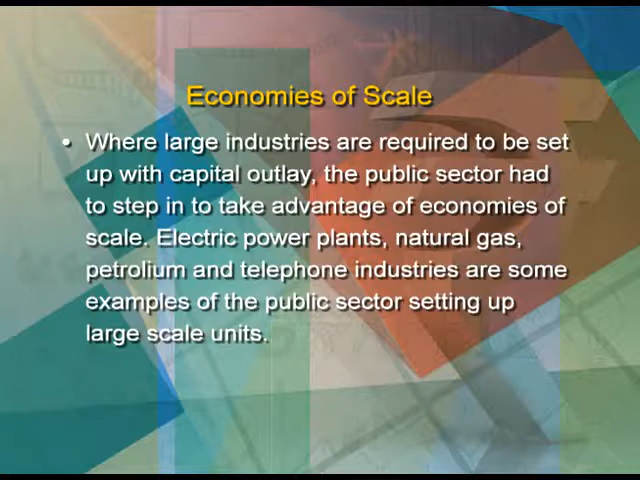 Economies of Scale
• Where large industries are required to be set
up with capital outlay, the public sector had
to step in to take advantage of economies of
scale. Electric power plants, natural gas,
petrolium and telephone industries are some
examples of the public sector setting up
large scale units.